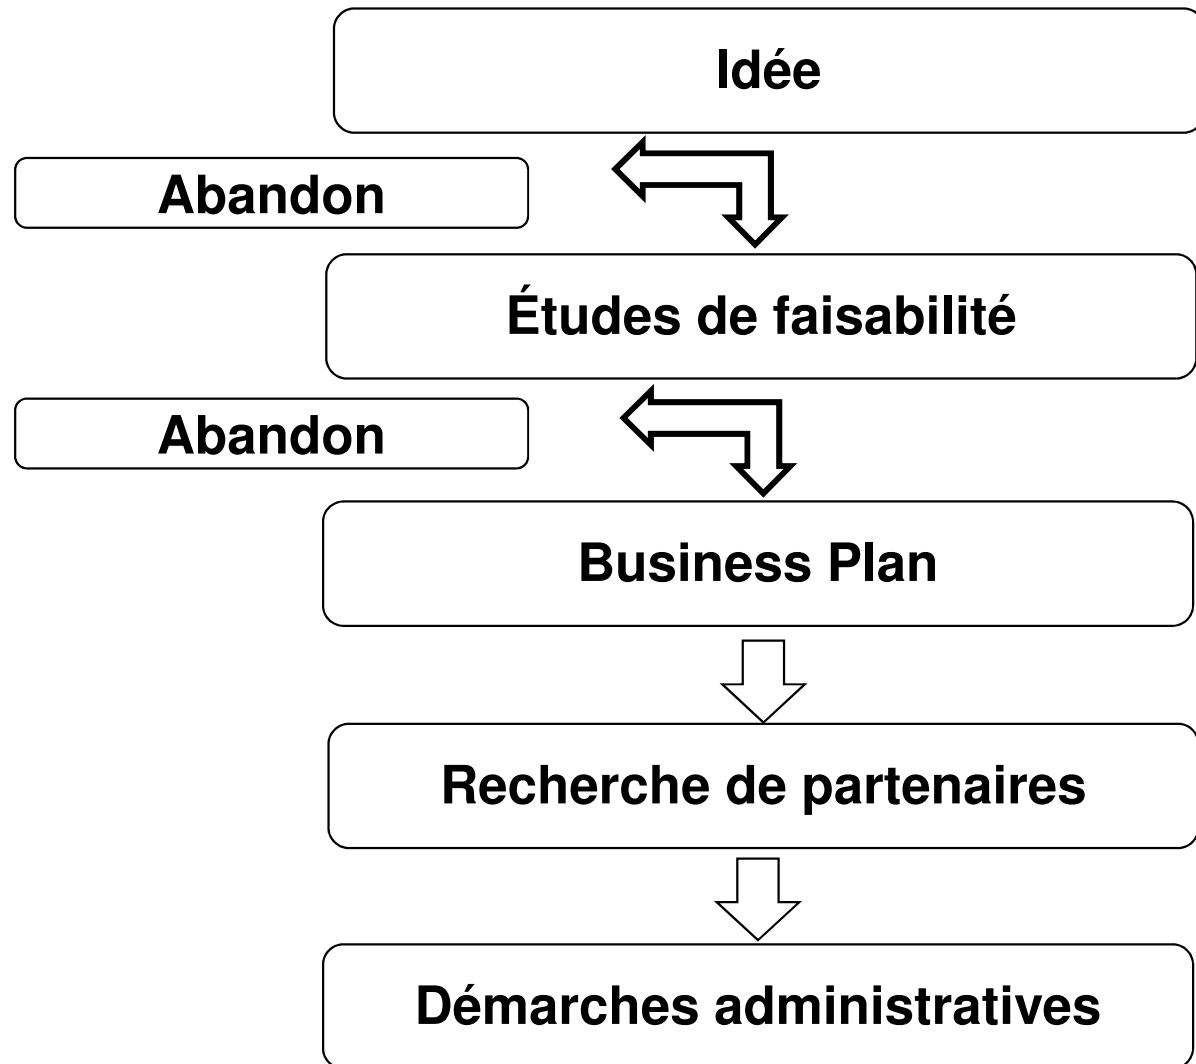 Idée
Abandon
Études de faisabilité
Abandon
Business Plan
Recherche de partenaires
Démarches administratives